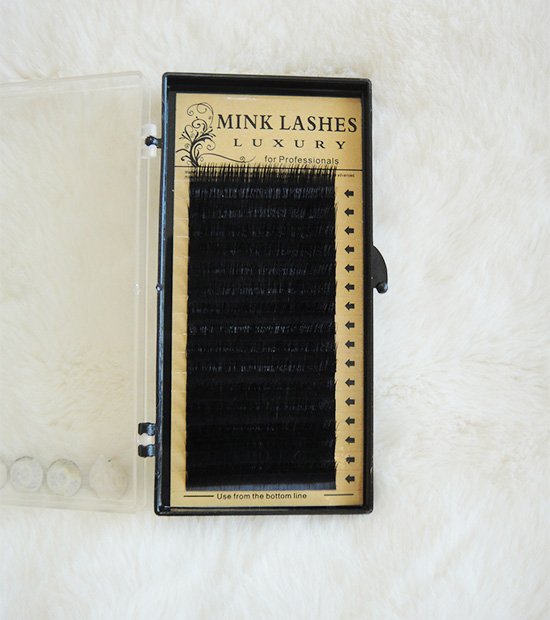 MINK LASHES
LUXURY
for Professionals
Use from the bottom line